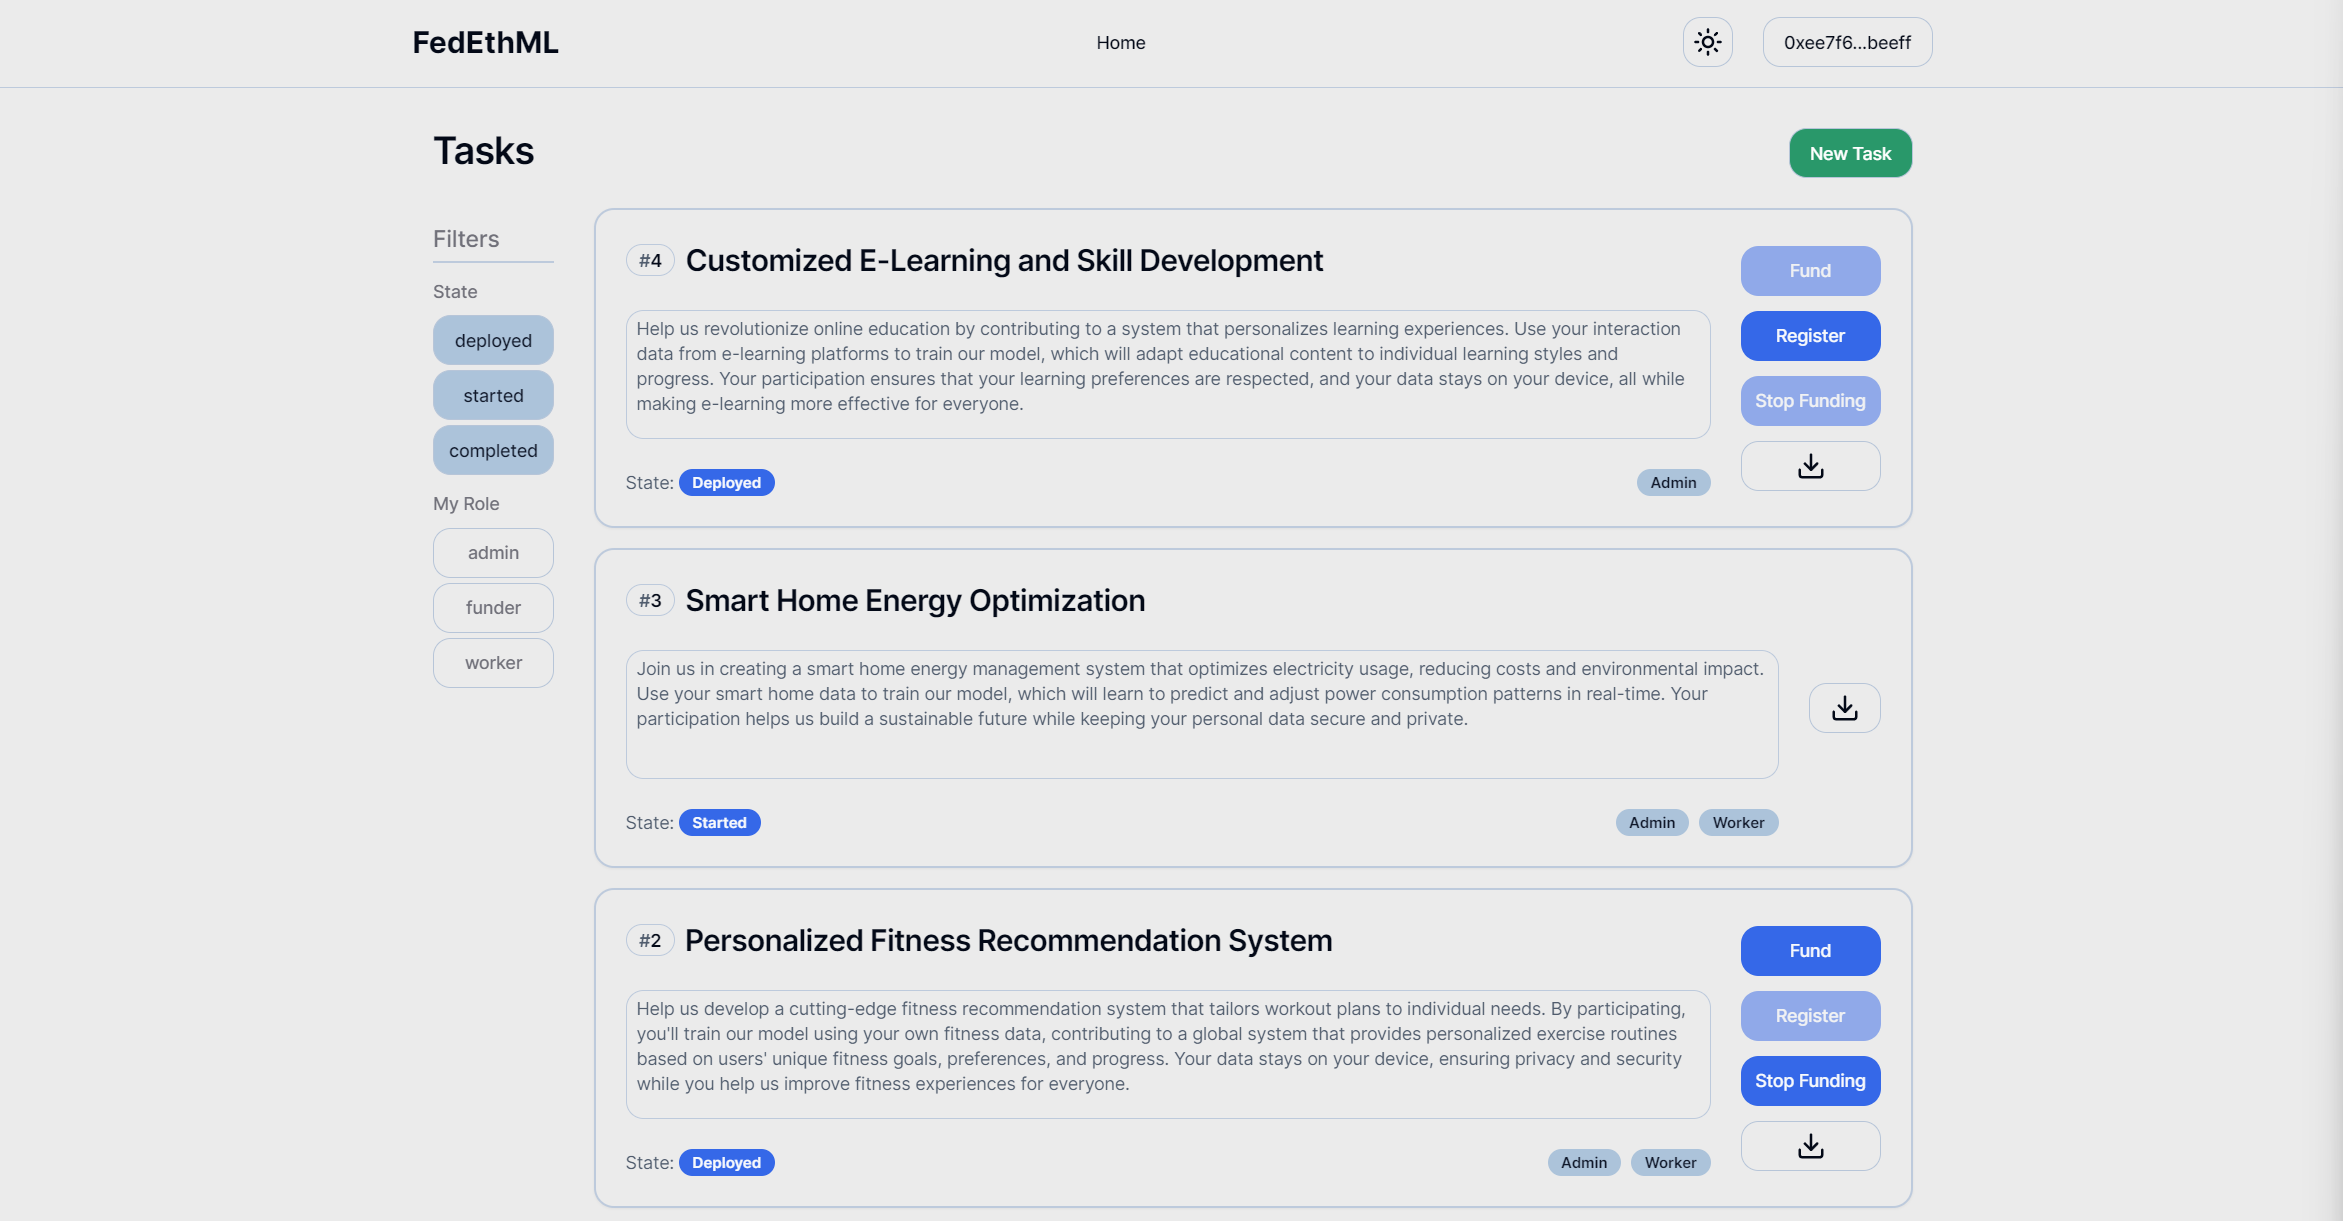 FedEthML
Home
0xee7f6...beeff
Tasks
New Task
Filters
State
deployed
started
completed
My Role
admin
funder
worker
#4 Customized E-Learning and Skill Development
Help us revolutionize online education by contributing to a system that personalizes learning experiences. Use your interaction
data from e-learning platforms to train our model, which will adapt educational content to individual learning styles and
progress. Your participation ensures that your learning preferences are respected, and your data stays on your device, all while
making e-learning more effective for everyone.
State: Deployed
Admin
Fund
Register
Stop Funding
#3 Smart Home Energy Optimization
Join us in creating a smart home energy management system that optimizes electricity usage, reducing costs and environmental impact.
Use your smart home data to train our model, which will learn to predict and adjust power consumption patterns in real-time. Your
participation helps us build a sustainable future while keeping your personal data secure and private.
State: Started
Admin Worker
#2 Personalized Fitness Recommendation System
Help us develop a cutting-edge fitness recommendation system that tailors workout plans to individual needs. By participating,
you'll train our model using your own fitness data, contributing to a global system that provides personalized exercise routines
based on users' unique fitness goals, preferences, and progress. Your data stays on your device, ensuring privacy and security
while you help us improve fitness experiences for everyone.
State: Deployed
Admin Worker
Fund
Register
Stop Funding